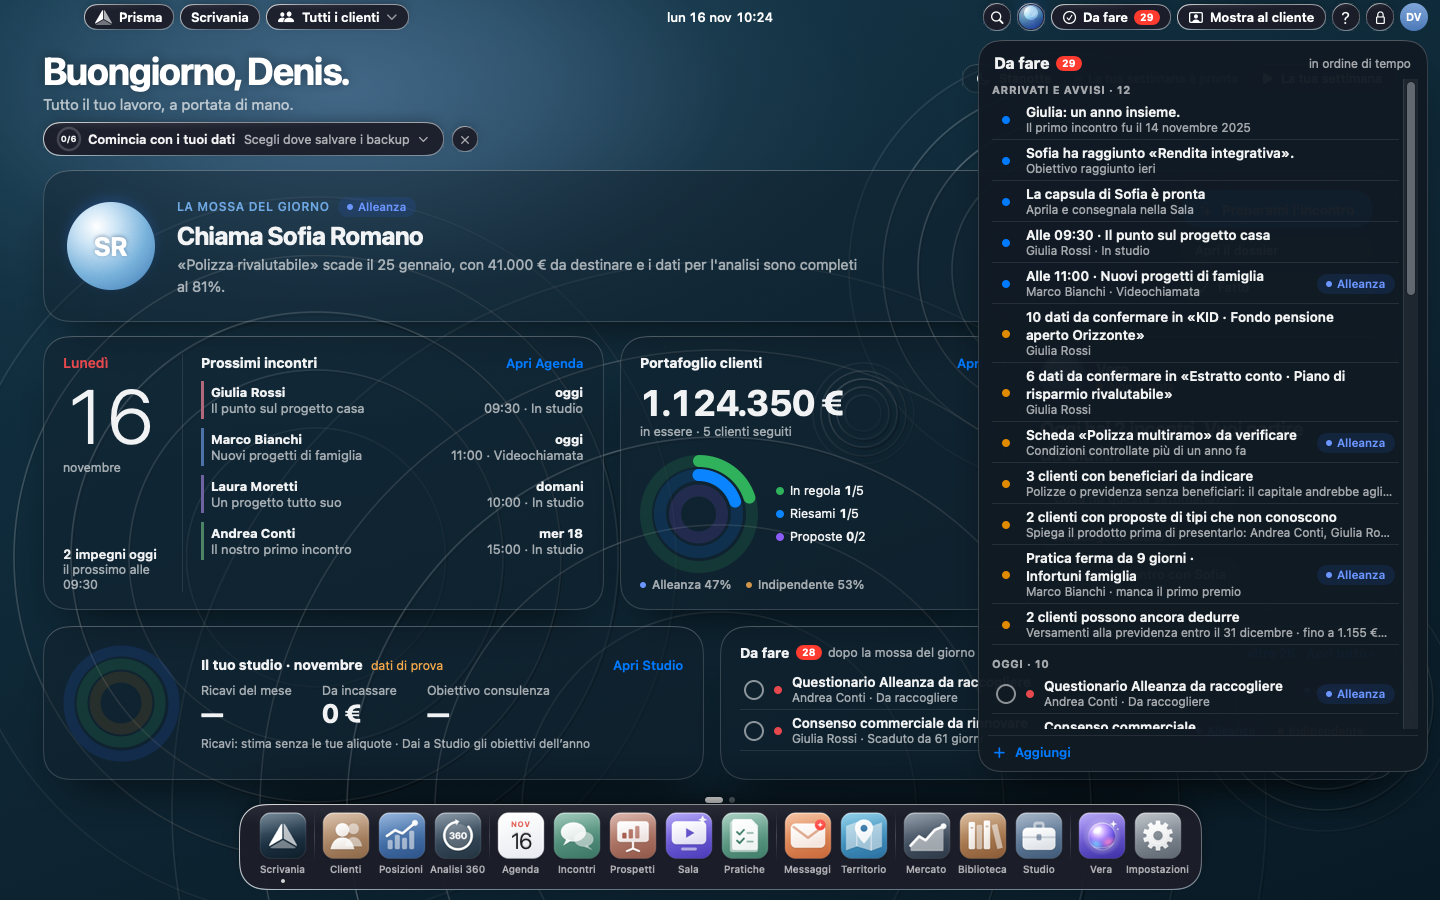 Prisma
Scrivania
Tutti i clienti
lun 16 nov 10:24
Da fare 29
Mostra al cliente
?
DV
Buongiorno, Denis.
Tutto il tuo lavoro, a portata di mano.
0/6 Comincia con i tuoi dati Scegli dove salvare i backup
LA MOSSA DEL GIORNO
Alleanza
SR
Chiama Sofia Romano
«Polizza rivalutabile» scade il 25 gennaio, con 41.000 € da destinare e i dati per l'analisi sono completi
al 81%.
Lunedì
16
novembre
2 impegni oggi
il prossimo alle
09:30
Prossimi incontri
Apri Agenda
Giulia Rossi oggi
Il punto sul progetto casa 09:30 · In studio
Marco Bianchi oggi
Nuovi progetti di famiglia 11:00 · Videochiamata
Laura Moretti domani
Un progetto tutto suo 10:00 · In studio
Andrea Conti mer 18
Il nostro primo incontro 15:00 · In studio
Portafoglio clienti
Apr
1.124.350 €
in essere · 5 clienti seguiti
In regola 1/5
Riesami 1/5
Proposte 0/2
Alleanza 47% Indipendente 53%
Il tuo studio · novembre dati di prova
Apri Studio
Ricavi del mese Da incassare Obiettivo consulenza
— 0 € —
Ricavi: stima senza le tue aliquote · Dai a Studio gli obiettivi dell'anno
Da fare 28 dopo la mossa del giorno
Questionario Alleanza da rac
Andrea Conti · Da raccogliere
Consenso commerciale da rinnovare
Giulia Rossi · Scaduto da 61 giorn
Da fare 29
in ordine di tempo
ARRIVATI E AVVISI · 12
Giulia: un anno insieme.
Il primo incontro fu il 14 novembre 2025
Sofia ha raggiunto «Rendita integrativa».
Obiettivo raggiunto ieri
La capsula di Sofia è pronta
Aprila e consegnala nella Sala
Alle 09:30 · Il punto sul progetto casa
Giulia Rossi · In studio
Alle 11:00 · Nuovi progetti di famiglia
Marco Bianchi · Videochiamata
Alleanza
10 dati da confermare in «KID · Fondo pensione
aperto Orizzonte»
Giulia Rossi
6 dati da confermare in «Estratto conto · Piano di
risparmio rivalutabile»
Giulia Rossi
Scheda «Polizza multiramo» da verificare
Condizioni controllate più di un anno fa
Alleanza
3 clienti con beneficiari da indicare
Polizze o previdenza senza beneficiari: il capitale andrebbe agli...
2 clienti con proposte di tipi che non conoscono
Spiega il prodotto prima di presentarlo: Andrea Conti, Giulia Ro...
Pratica ferma da 9 giorni ·
Infortuni famiglia
Marco Bianchi · manca il primo premio
Alleanza
2 clienti possono ancora dedurre
Versamenti alla previdenza entro il 31 dicembre · fino a 1.155 €...
OGGI · 10
Questionario Alleanza da raccogliere
Andrea Conti · Da raccogliere
Alleanza
Consenso commerciale
Aggiungi
NOV
16
360
Scrivania
Clienti
Posizioni
Analisi 360
Agenda
Incontri
Prospetti
Sala
Pratiche
Messaggi
Territorio
Mercato
Biblioteca
Studio
Vera
Impostazioni